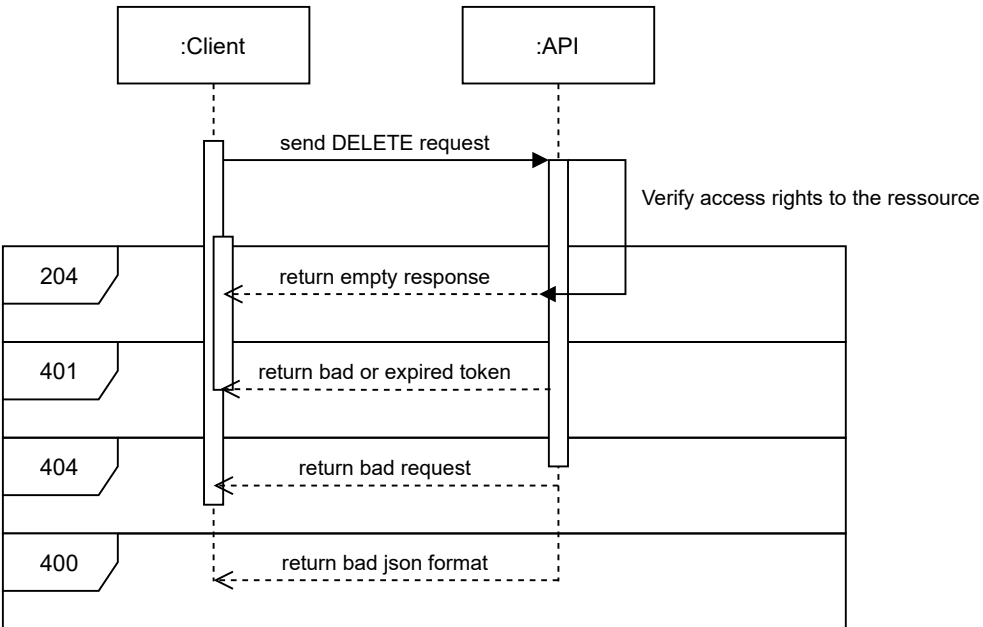 :Client
:API
send DELETE request
Verify access rights to the ressource
204
return empty response
401
return bad or expired token
404
return bad request
400
return bad json format